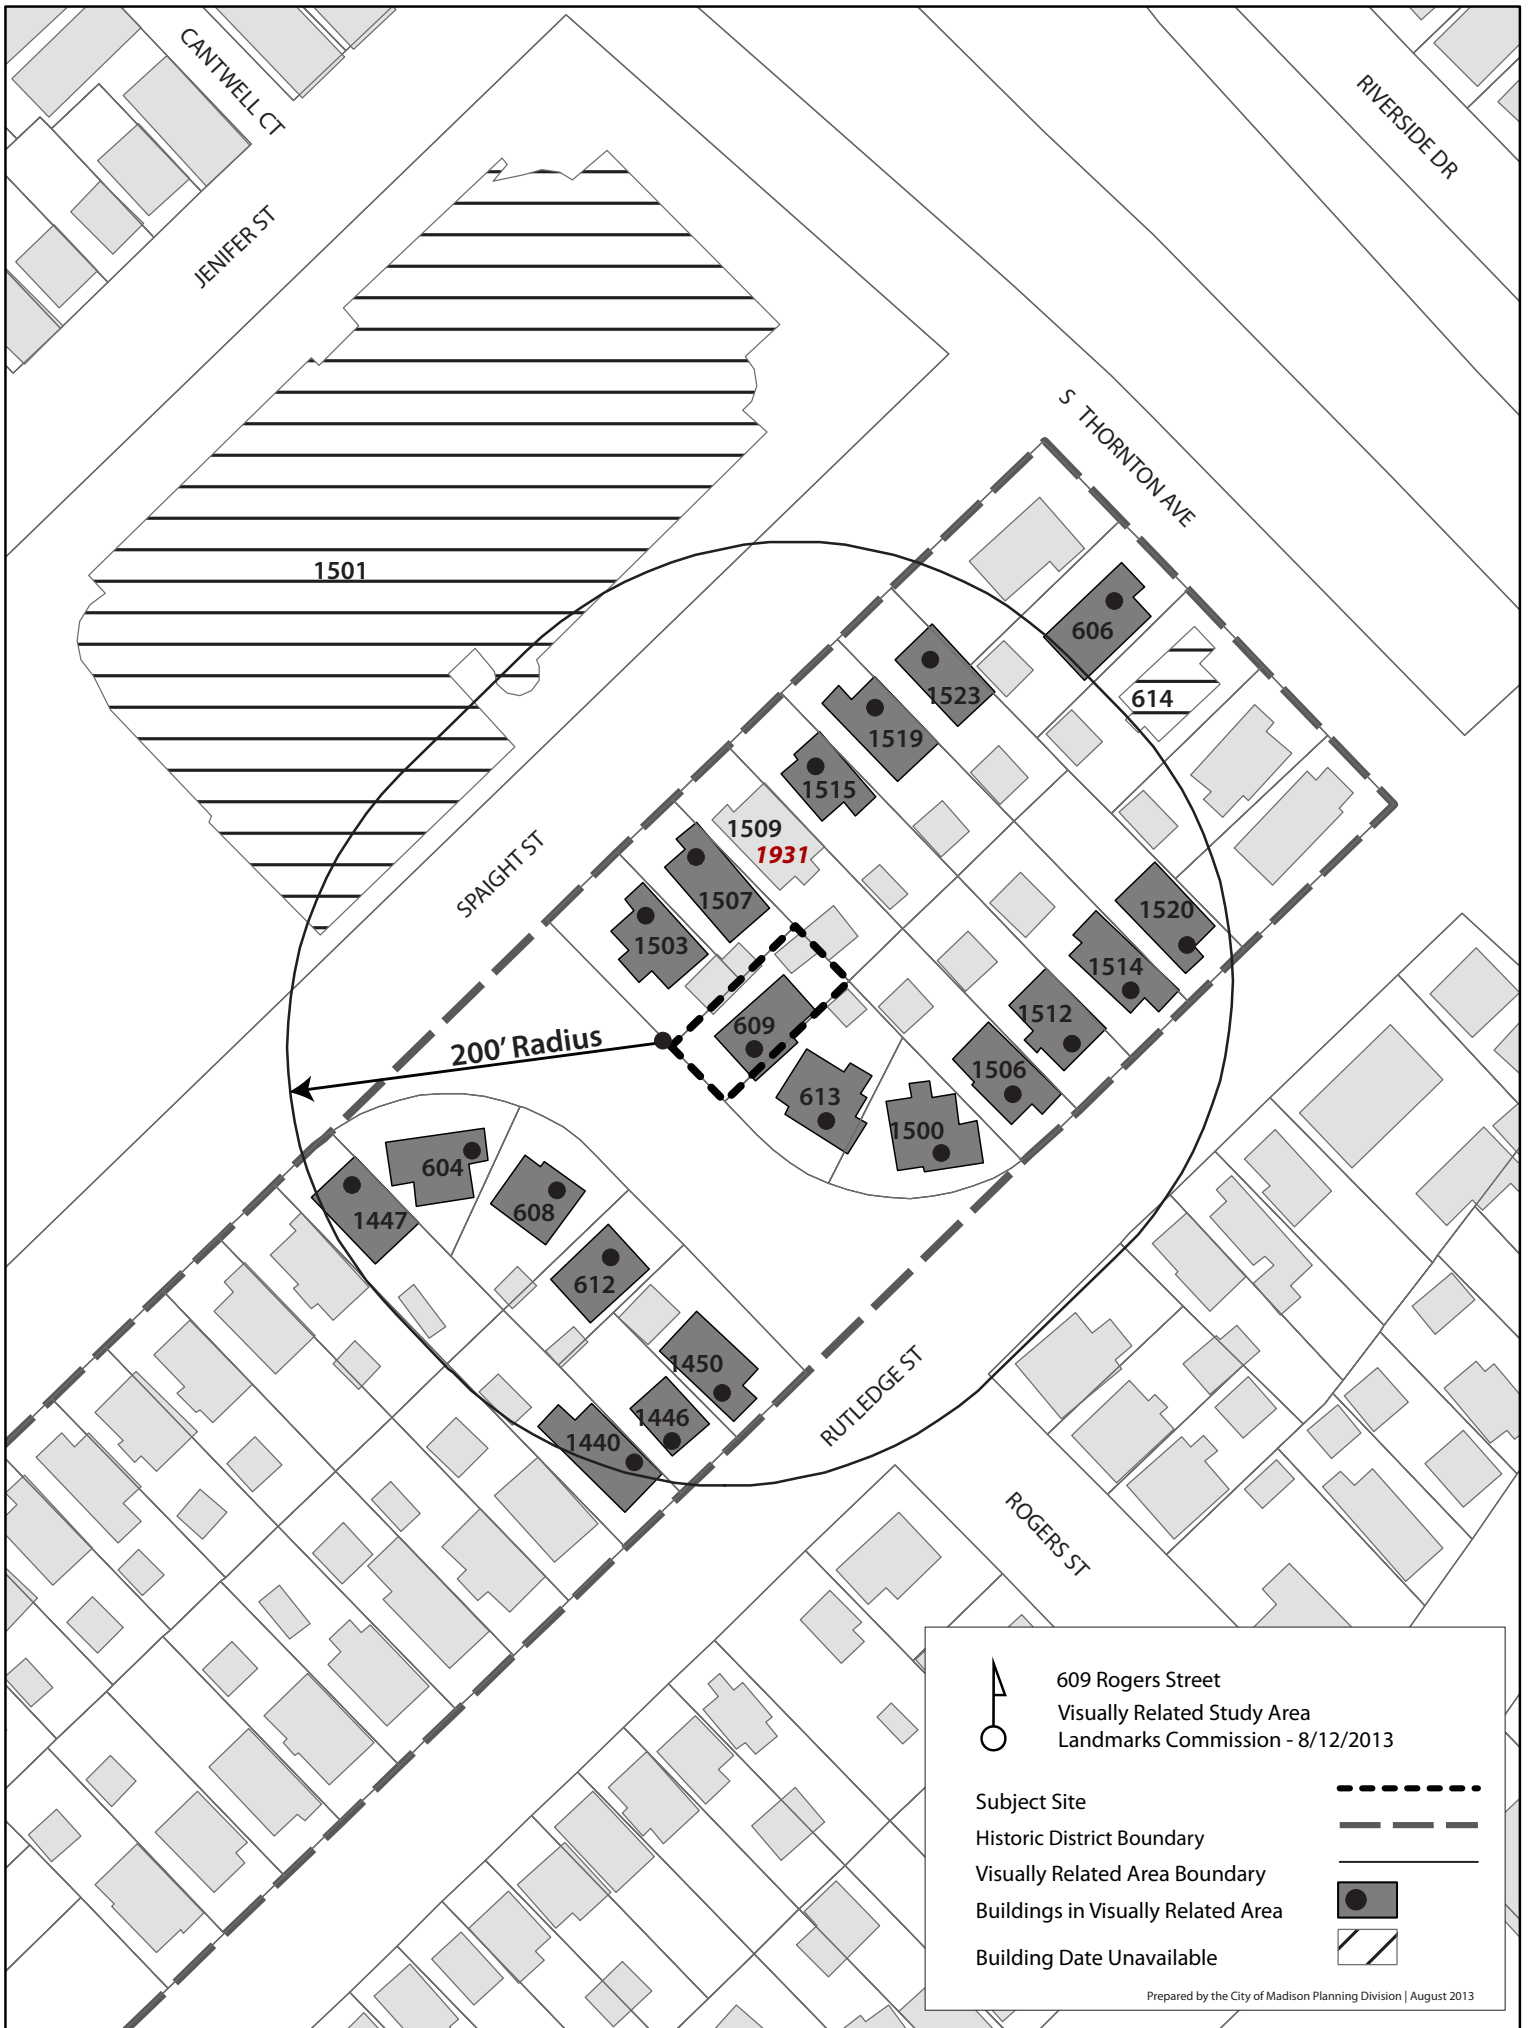 CANTWELL CT
RIVERSIDE DR
JENIFER ST
S THORNTON AVE
1501
606
614
1523
1519
1515
1509
1931
1507
1503
1520
1514
1512
609
1506
SPAIGHT ST
200' Radius
613
1500
604
608
1447
612
1450
1446
1440
RUTLEDGE ST
ROGERS ST
609 Rogers Street
Visually Related Study Area
Landmarks Commission - 8/12/2013
Subject Site
Historic District Boundary
Visually Related Area Boundary
Buildings in Visually Related Area
Building Date Unavailable
Prepared by the City of Madison Planning Division | August 2013